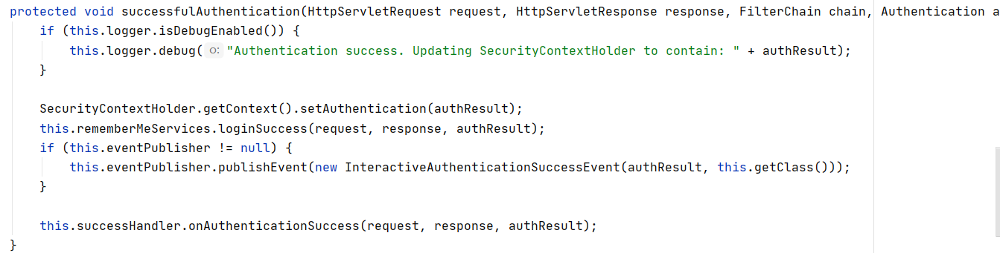 protected void successfulAuthentication(HttpServletRequest request, HttpServletResponse response, FilterChain chain, Authentication a
if (this.logger.isDebugEnabled()) {
this.logger.debug( o: "Authentication success. Updating SecurityContextHolder to contain: " + authResult);
}
SecurityContextHolder.getContext().setAuthentication(authResult);
this.rememberMeServices.loginSuccess(request, response, authResult);
if (this.eventPublisher != null) {
this.eventPublisher.publishEvent(new InteractiveAuthenticationSuccessEvent(authResult, this.getClass()));
}
this.successHandler.onAuthenticationSuccess(request, response, authResult);
}